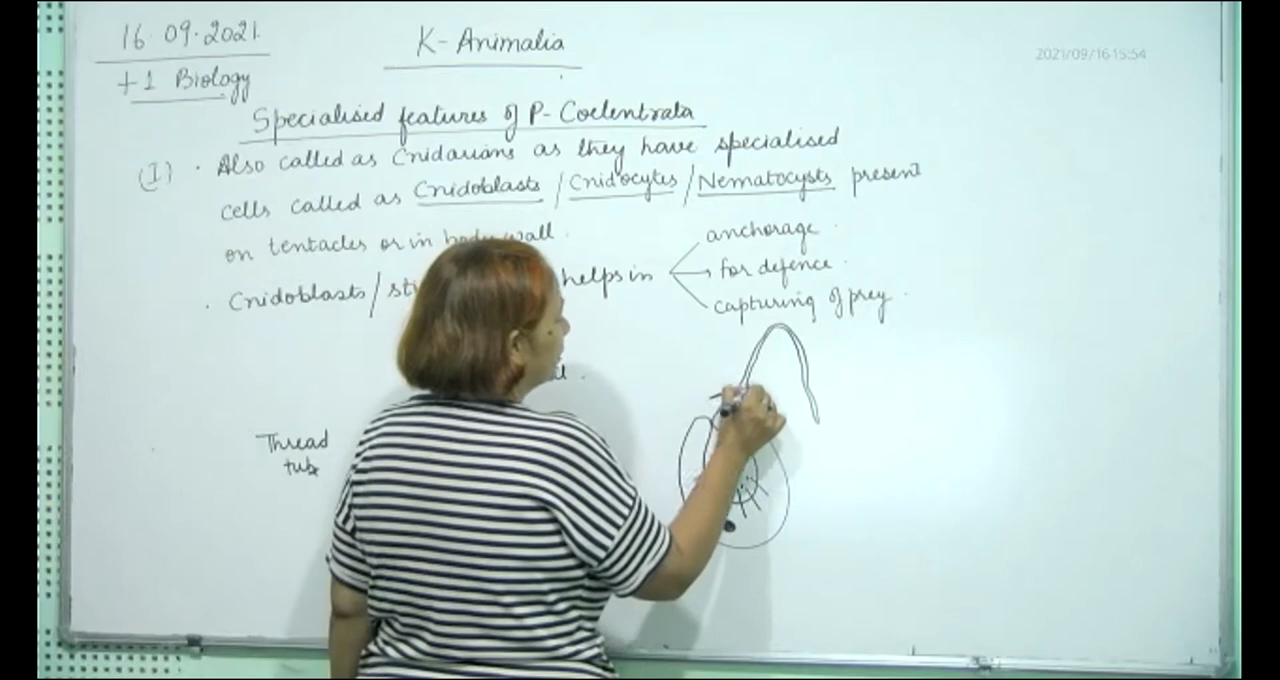 16.09.2021.
K-Animalia
2021/09/16 15:54
+1 Biology
Specialised features of P- Coelentrata
(I) · Also called as Cnidarians as they have specialised
cells called as Cnidoblasts / Cnidocytes / Nematocysts present
on tentacles or in body wall.
anchorage.
· Cnidoblasts/ helps in
for defence.
capturing of prey.
Thread
tube